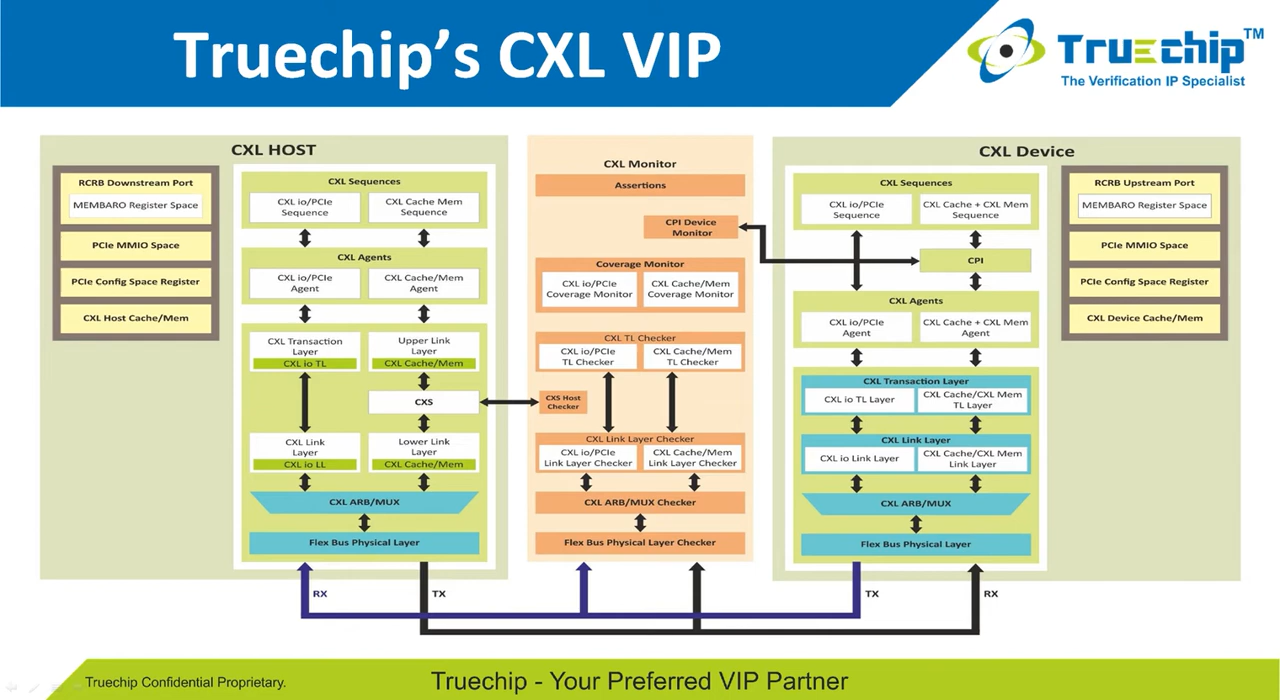 Truechip's CXL VIP
Truechip™
The Verification IP Specialist
CXL HOST
RCRB Downstream Port
MEMBARO Register Space
PCIe MMIO Space
PCIe Config Space Register
CXL Host Cache/Mem
CXL Sequences
CXL io/PCIe
Sequence
CXL Cache Mem
Sequence
CXL Agents
CXL io/PCIe
Agent
CXL Cache/Mem
Agent
CXL Transaction
Layer
CXL io TL
Upper Link
Layer
CXL Cache/Mem
CXS
CXL Link
Layer
CXL io LL
Lower Link
Layer
CXL Cache/Mem
CXL ARB/MUX
Flex Bus Physical Layer
CXL Monitor
Assertions
CPI Device
Monitor
Coverage Monitor
CXL io/PCIe
Coverage Monitor
CXL Cache/Mem
Coverage Monitor
CXL TL Checker
CXL io/PCIe
TL Checker
CXL Cache/Mem
TL Checker
CXS Host
Checker
CXL Link Layer Checker
CXL io/PCIe
Link Layer Checker
CXL Cache/Mem
Link Layer Checker
CXL ARB/MUX Checker
Flex Bus Physical Layer Checker
CXL Device
CXL Sequences
CXL io/PCIe
Sequence
CXL Cache + CXL Mem
Sequence
CPI
CXL Agents
CXL io/PCIe
Agent
CXL Cache + CXL Mem
Agent
CXL Transaction Layer
CXL io TL Layer
CXL Cache/CXL Mem
TL Layer
CXL Link Layer
CXL io Link Layer
CXL Cache/CXL Mem
Link Layer
CXL ARB/MUX
Flex Bus Physical Layer
RCRB Upstream Port
MEMBARO Register Space
PCIe MMIO Space
PCIe Config Space Register
CXL Device Cache/Mem
RX
TX
TX
RX
Truechip Confidential Proprietary.
Truechip - Your Preferred VIP Partner